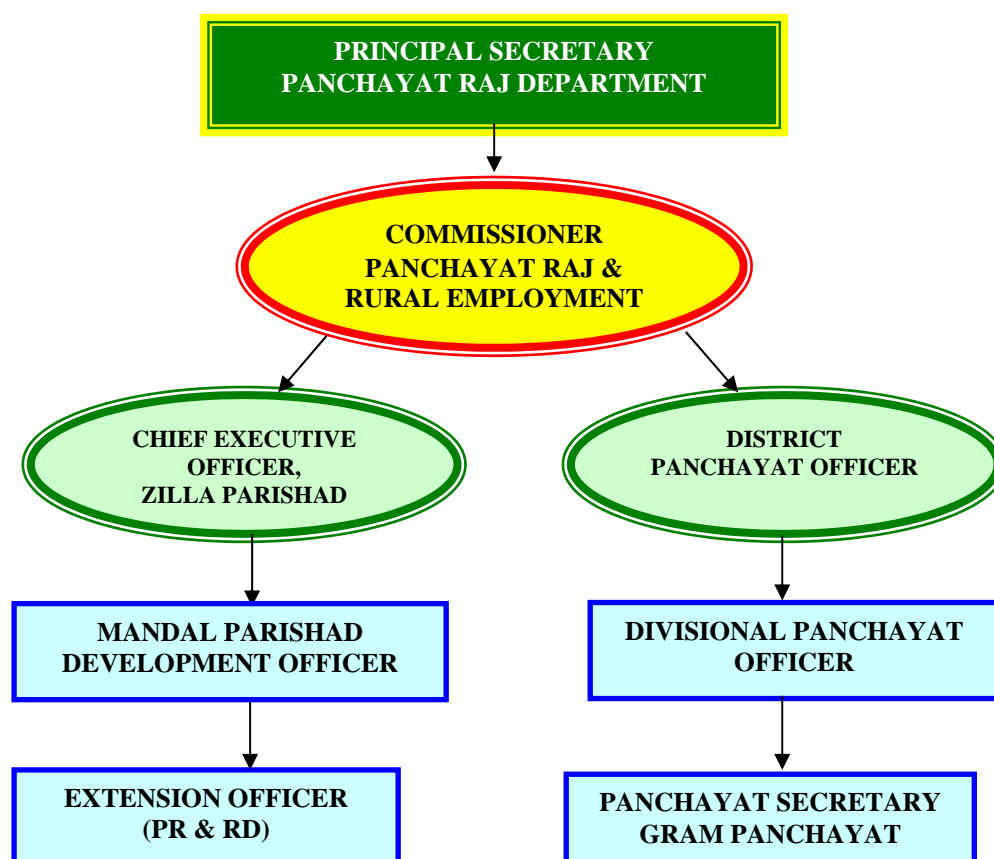 PRINCIPAL SECRETARY
PANCHAYAT RAJ DEPARTMENT
COMMISSIONER
PANCHAYAT RAJ &
RURAL EMPLOYMENT
CHIEF EXECUTIVE
OFFICER,
ZILLA PARISHAD
DISTRICT
PANCHAYAT OFFICER
MANDAL PARISHAD
DEVELOPMENT OFFICER
DIVISIONAL PANCHAYAT
OFFICER
EXTENSION OFFICER
(PR & RD)
PANCHAYAT SECRETARY
GRAM PANCHAYAT